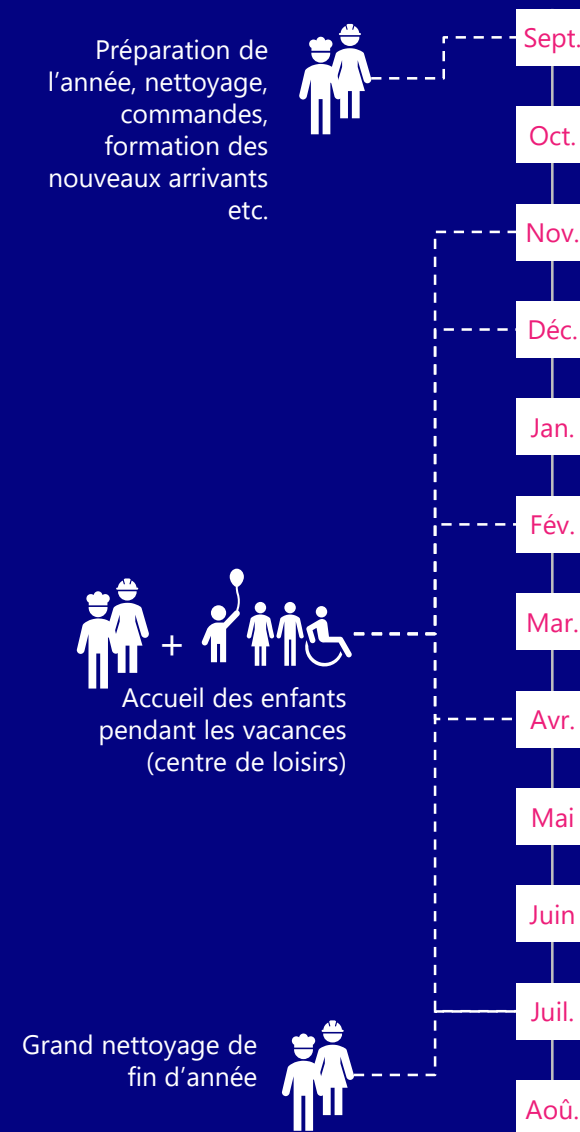 Préparation de
l'année, nettoyage,
commandes,
formation des
nouveaux arrivants
etc.
Sept.
Oct.
Nov.
Déc.
Jan.
Fév.
Mar.
+
Accueil des enfants
pendant les vacances
(centre de loisirs)
Avr.
Mai
Juin
Juil.
Grand nettoyage de
fin d'année
Aoû.